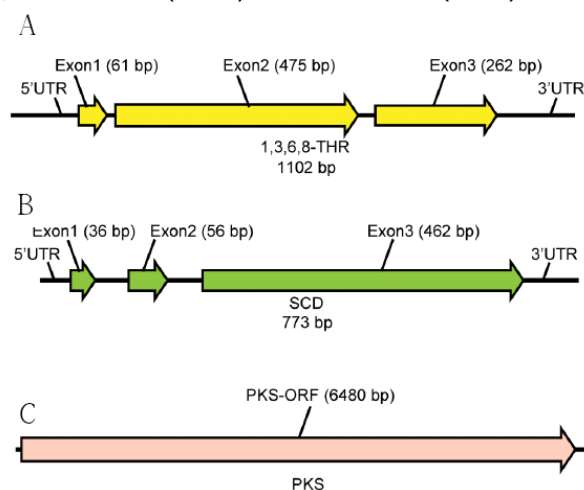 A
Exon1 (61 bp) Exon2 (475 bp) Exon3 (262 bp)
5'UTR 3'UTR
1,3,6,8-THR
1102 bp
B
Exon1 (36 bp) Exon2 (56 bp) Exon3 (462 bp)
5'UTR 3'UTR
SCD
773 bp
C
PKS-ORF (6480 bp)
PKS